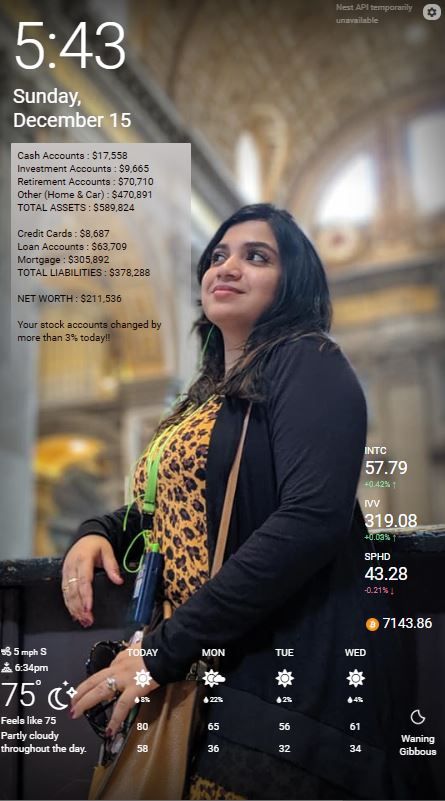 Nest API temporarily
unavailable
5:43
Sunday,
December 15
Cash Accounts : $17,558
Investment Accounts : $9,665
Retirement Accounts : $70,710
Other (Home & Car) : $470,891
TOTAL ASSETS : $589,824
Credit Cards : $8,687
Loan Accounts : $63,709
Mortgage : $305,892
TOTAL LIABILITIES : $378,288
NET WORTH : $211,536
Your stock accounts changed by
more than 3% today!!
INTC
57.79
+0.42% ↑
IVV
319.08
+0.03% ↑
SPHD
43.28
-0.21% ↓
7143.86
5 mph S
6:34pm
75°
Feels like 75
Partly cloudy
throughout the day.
TODAY MON TUE WED
3% 22% 2% 4%
80 65 56 61
58 36 32 34
Waning
Gibbous